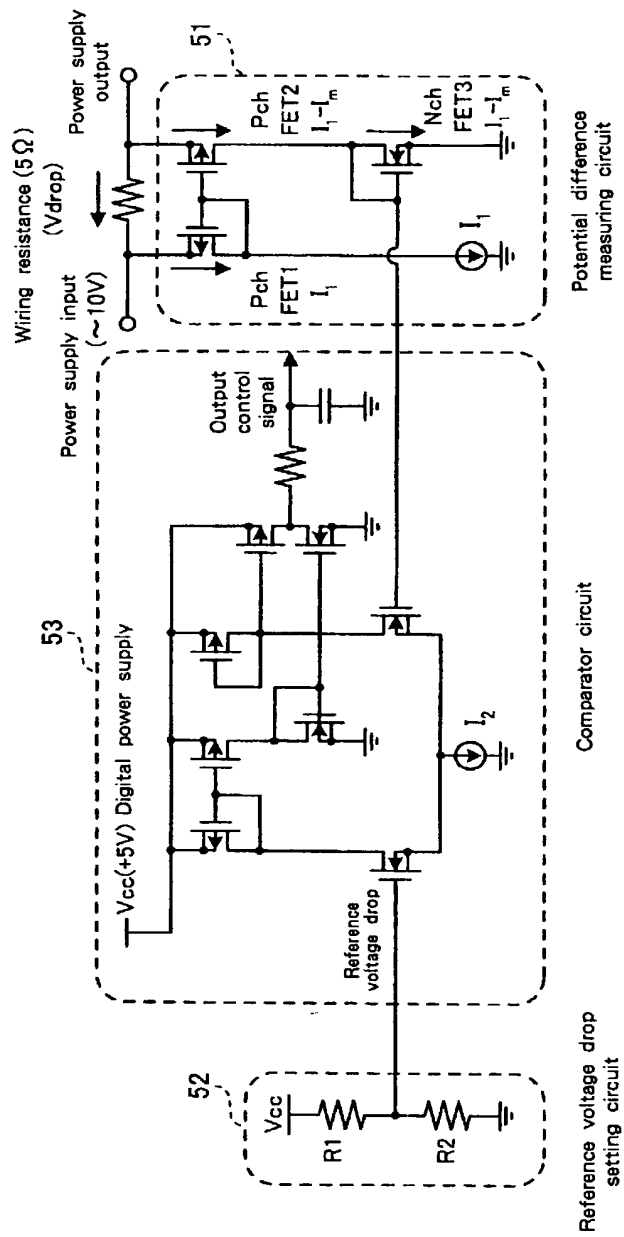 Reference voltage drop
setting circuit
52
Vcc
R1
R2
Comparator circuit
53
Vcc(+5V) Digital power supply
Reference
voltage drop
I2
Output
control
signal
Potential difference
measuring circuit
51
Wiring resistance (5Ω)
(Vdrop)
Power supply input
(~10V)
Power supply
output
Pch
FET1
I1
Pch
FET2
I1-Im
Nch
FET3
I1-Im
I1